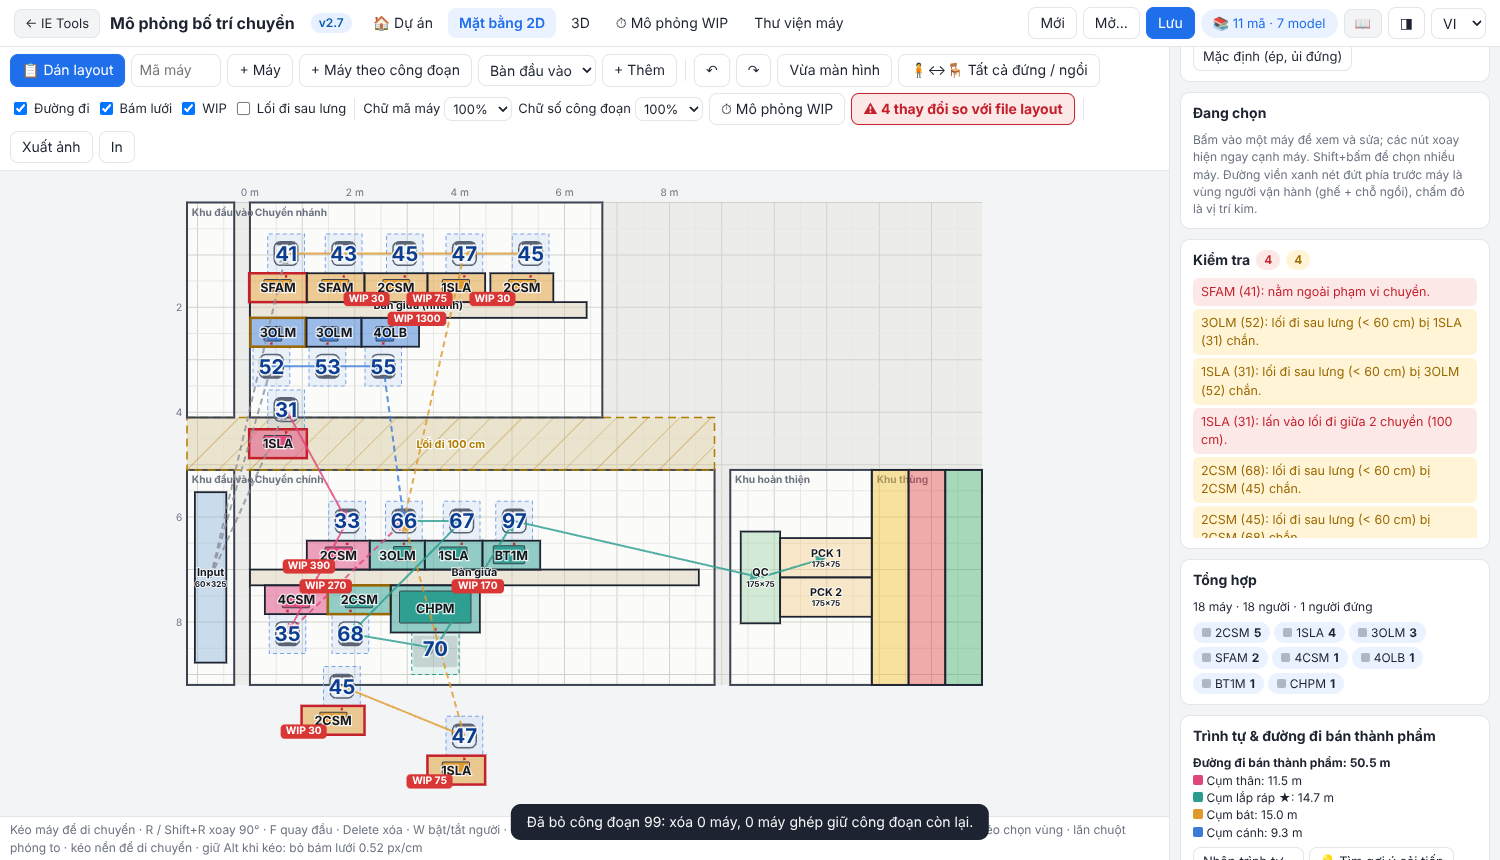 ← IE Tools
Mô phỏng bố trí chuyền
v2.7
🏠 Dự án
Mặt bằng 2D
3D
⏱ Mô phỏng WIP
Thư viện máy
Mới
Mở...
Lưu
📚 11 mã · 7 model
VI
📋 Dán layout
Mã máy
+ Máy
+ Máy theo công đoạn
Bàn đầu vào
+ Thêm
↶
↷
Vừa màn hình
🧍↔🪑 Tất cả đứng / ngồi
Đường đi
Bám lưới
WIP
Lối đi sau lưng
Chữ mã máy
100%
Chữ số công đoạn
100%
⏱ Mô phỏng WIP
⚠ 4 thay đổi so với file layout
Xuất ảnh
In
0 m
2 m
4 m
6 m
8 m
Khu đầu vào
Chuyền nhánh
41
43
45
47
45
SFAM
SFAM
2CSM
1SLA
2CSM
WIP 30
WIP 75
WIP 30
2
Bàn giữa (nhánh)
WIP 1300
3OLM
3OLM
4OLB
52
53
55
4
31
1SLA
Lối đi 100 cm
Khu đầu vào
Chuyền chính
Khu hoàn thiện
Khu thùng
6
33
66
67
97
2CSM
3OLM
1SLA
BT1M
WIP 390
Bàn giữa
WIP 270
WIP 170
Input
60×325
QC
175×75
PCK 1
175×75
PCK 2
175×75
4CSM
2CSM
CHPM
8
35
68
70
45
2CSM
WIP 30
47
1SLA
WIP 75
Kéo máy để di chuyển · R / Shift+R xoay 90° · F quay đầu · Delete xóa · W bật/tắt người ·
éo chọn vùng · lăn chuột
phóng to · kéo nền để di chuyển · giữ Alt khi kéo: bỏ bám lưới 0.52 px/cm
Đã bỏ công đoạn 99: xóa 0 máy, 0 máy ghép giữ công đoạn còn lại.
Mặc định (ép, ủi đứng)
Đang chọn
Bấm vào một máy để xem và sửa; các nút xoay
hiện ngay cạnh máy. Shift+bấm để chọn nhiều
máy. Đường viền xanh nét đứt phía trước máy là
vùng người vận hành (ghế + chỗ ngồi), chấm đỏ
là vị trí kim.
Kiểm tra 4 4
SFAM (41): nằm ngoài phạm vi chuyền.
3OLM (52): lối đi sau lưng (< 60 cm) bị 1SLA
(31) chắn.
1SLA (31): lối đi sau lưng (< 60 cm) bị 3OLM
(52) chắn.
1SLA (31): lấn vào lối đi giữa 2 chuyền (100
cm).
2CSM (68): lối đi sau lưng (< 60 cm) bị
2CSM (45) chắn.
2CSM (45): lối đi sau lưng (< 60 cm) bị
2CSM (68) chắn.
Tổng hợp
18 máy · 18 người · 1 người đứng
2CSM 5
1SLA 4
3OLM 3
SFAM 2
4CSM 1
4OLB 1
BT1M 1
CHPM 1
Trình tự & đường đi bán thành phẩm
Đường đi bán thành phẩm: 50.5 m
Cụm thân: 11.5 m
Cụm lắp ráp ★: 14.7 m
Cụm bát: 15.0 m
Cụm cánh: 9.3 m